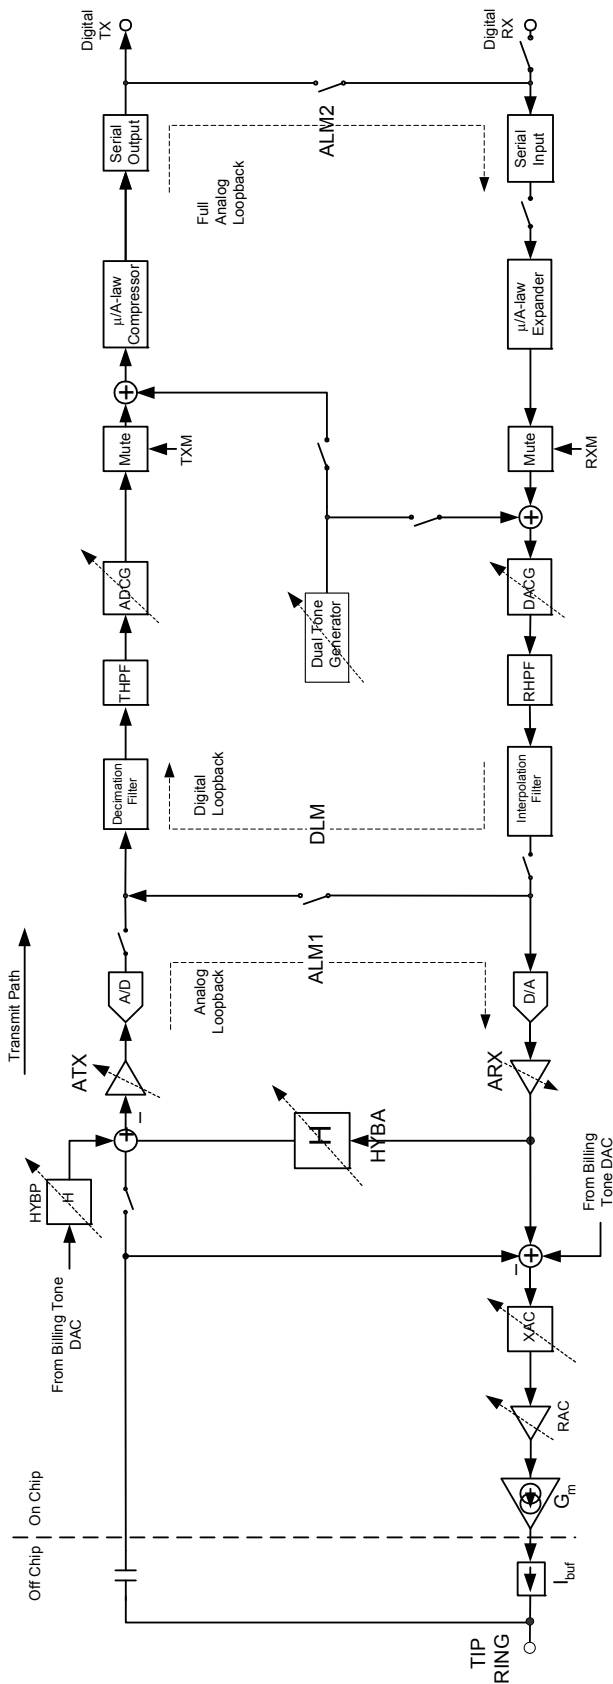 Off Chip
On Chip
Transmit Path
TIP
RING
I buf
G m
RAC
XAC
From Billing Tone
DAC
HYBP
H
From Billing
Tone DAC
+
–
+
–
H
HYBA
ATX
ARX
A/D
D/A
Analog
Loopback
ALM1
Digital
Loopback
DLM
Decimation
Filter
Interpolation
Filter
THPF
RHPF
ADCG
DACG
Dual Tone
Generator
Mute
TXM
+
Mute
RXM
+
µ/A-law
Compressor
µ/A-law
Expander
Full
Analog
Loopback
ALM2
Serial
Output
Serial
Input
Digital
TX
Digital
RX